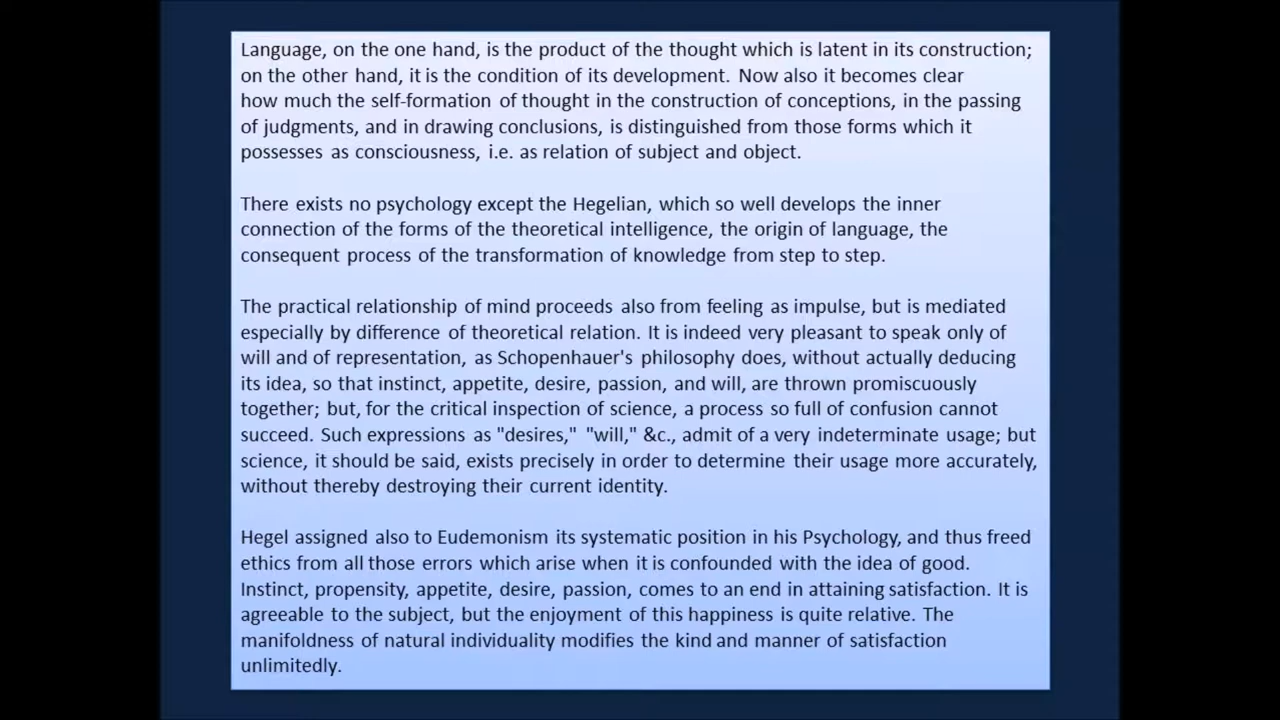 Language, on the one hand, is the product of the thought which is latent in its construction;
on the other hand, it is the condition of its development. Now also it becomes clear
how much the self-formation of thought in the construction of conceptions, in the passing
of judgments, and in drawing conclusions, is distinguished from those forms which it
possesses as consciousness, i.e. as relation of subject and object.
There exists no psychology except the Hegelian, which so well develops the inner
connection of the forms of the theoretical intelligence, the origin of language, the
consequent process of the transformation of knowledge from step to step.
The practical relationship of mind proceeds also from feeling as impulse, but is mediated
especially by difference of theoretical relation. It is indeed very pleasant to speak only of
will and of representation, as Schopenhauer's philosophy does, without actually deducing
its idea, so that instinct, appetite, desire, passion, and will, are thrown promiscuously
together; but, for the critical inspection of science, a process so full of confusion cannot
succeed. Such expressions as "desires," "will," &c., admit of a very indeterminate usage; but
science, it should be said, exists precisely in order to determine their usage more accurately,
without thereby destroying their current identity.
Hegel assigned also to Eudemonism its systematic position in his Psychology, and thus freed
ethics from all those errors which arise when it is confounded with the idea of good.
Instinct, propensity, appetite, desire, passion, comes to an end in attaining satisfaction. It is
agreeable to the subject, but the enjoyment of this happiness is quite relative. The
manifoldness of natural individuality modifies the kind and manner of satisfaction
unlimitedly.